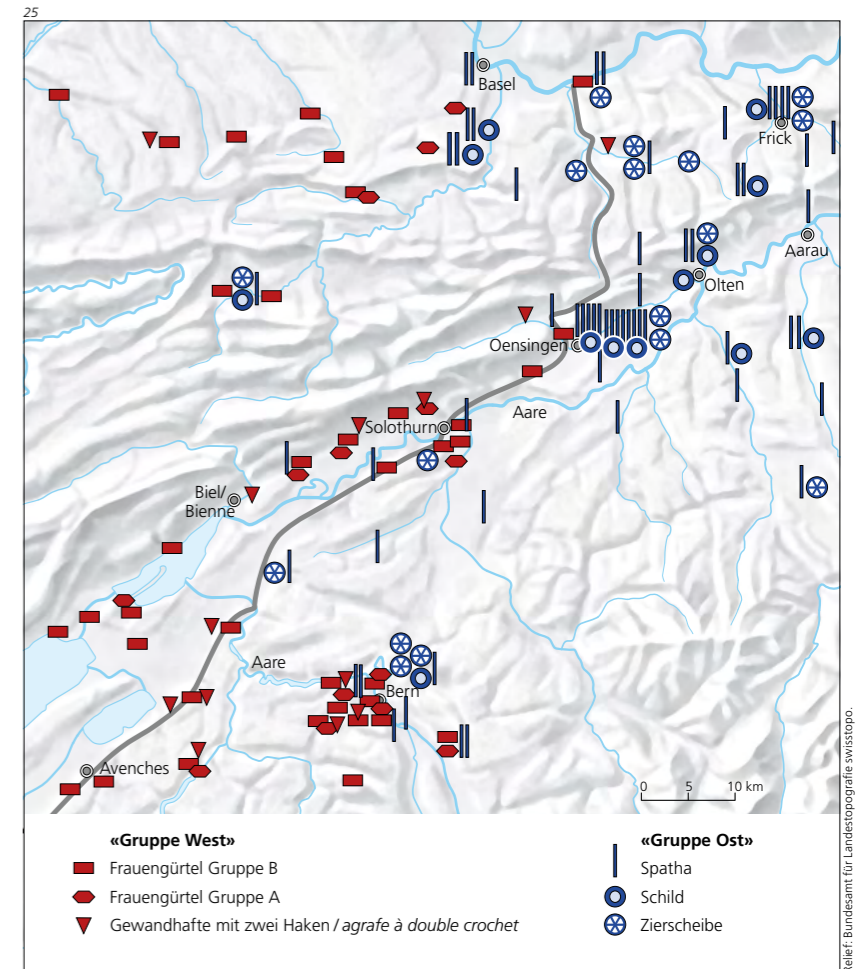 25
Basel
Frick
Aarau
Olten
Oensingen
Aare
Solothurn
Biel/
Bienne
Aare
Bern
Avenches
0 5 10 km
«Gruppe West»
Frauengürtel Gruppe B
Frauengürtel Gruppe A
Gewandhafte mit zwei Haken / agrafe à double crochet
«Gruppe Ost»
Spatha
Schild
Zierscheibe
Relief: Bundesamt für Landestopografie swisstopo.